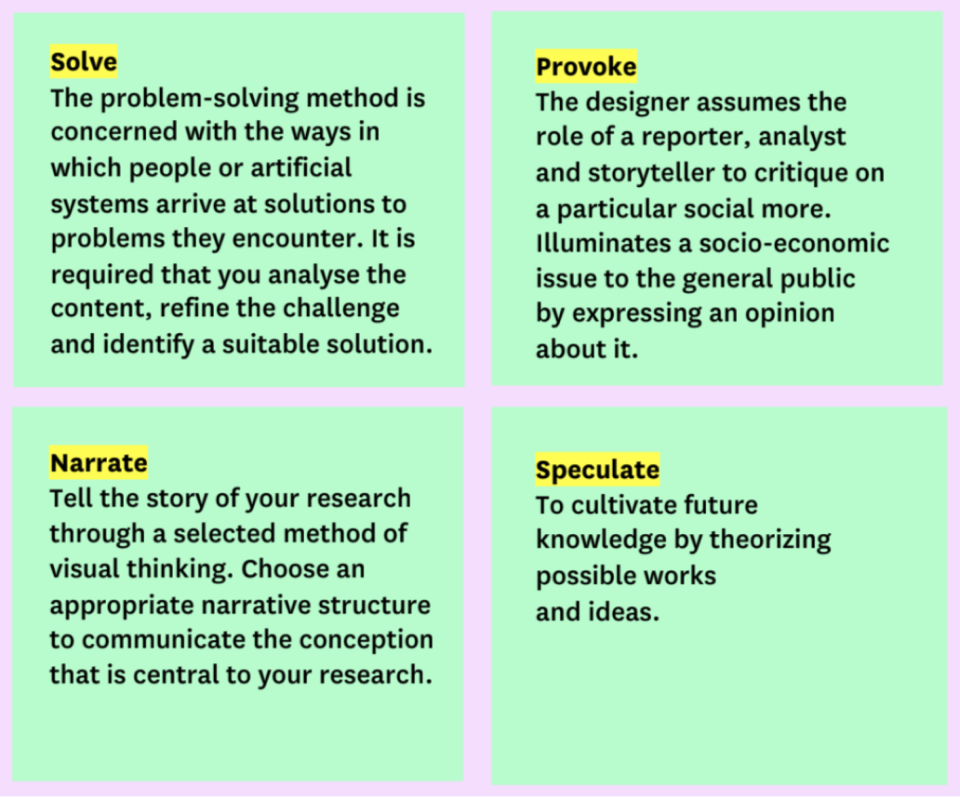 Solve
The problem-solving method is
concerned with the ways in
which people or artificial
systems arrive at solutions to
problems they encounter. It is
required that you analyse the
content, refine the challenge
and identify a suitable solution.
Provoke
The designer assumes the
role of a reporter, analyst
and storyteller to critique on
a particular social more.
Illuminates a socio-economic
issue to the general public
by expressing an opinion
about it.
Narrate
Tell the story of your research
through a selected method of
visual thinking. Choose an
appropriate narrative structure
to communicate the conception
that is central to your research.
Speculate
To cultivate future
knowledge by theorizing
possible works
and ideas.